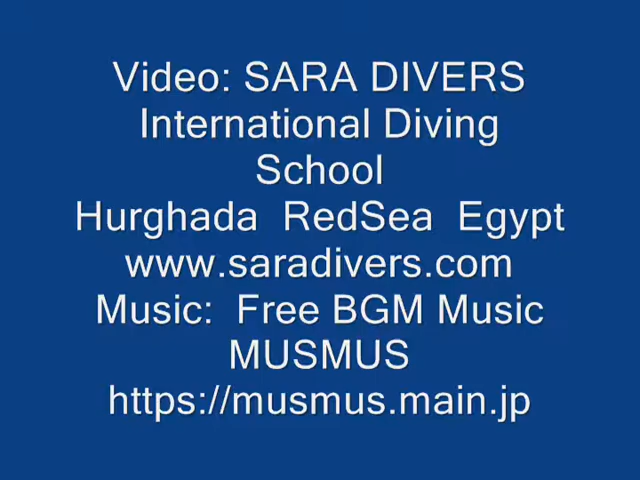 Video: SARA DIVERS
International Diving
School
Hurghada  RedSea  Egypt
www.saradivers.com
Music:  Free BGM Music
MUSMUS
https://musmus.main.jp